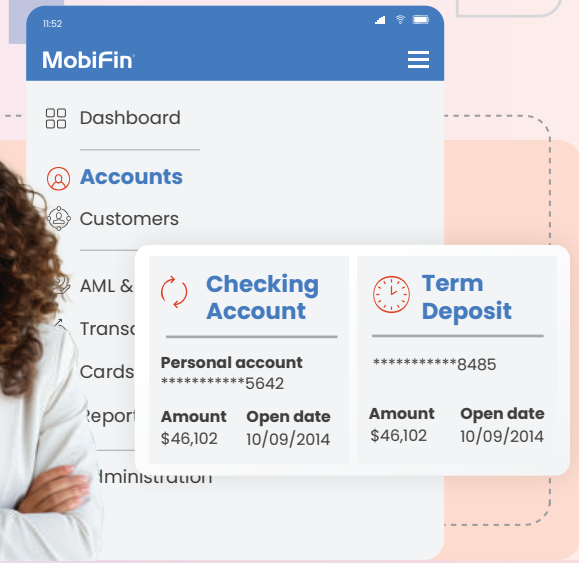 11:52
MobiFin
Dashboard
Accounts
Customers
AML &
Cards
Administration
Checking
Account
Personal account
***********5642
Amount Open date
$46,102 10/09/2014
Term
Deposit
***********8485
Amount Open date
$46,102 10/09/2014